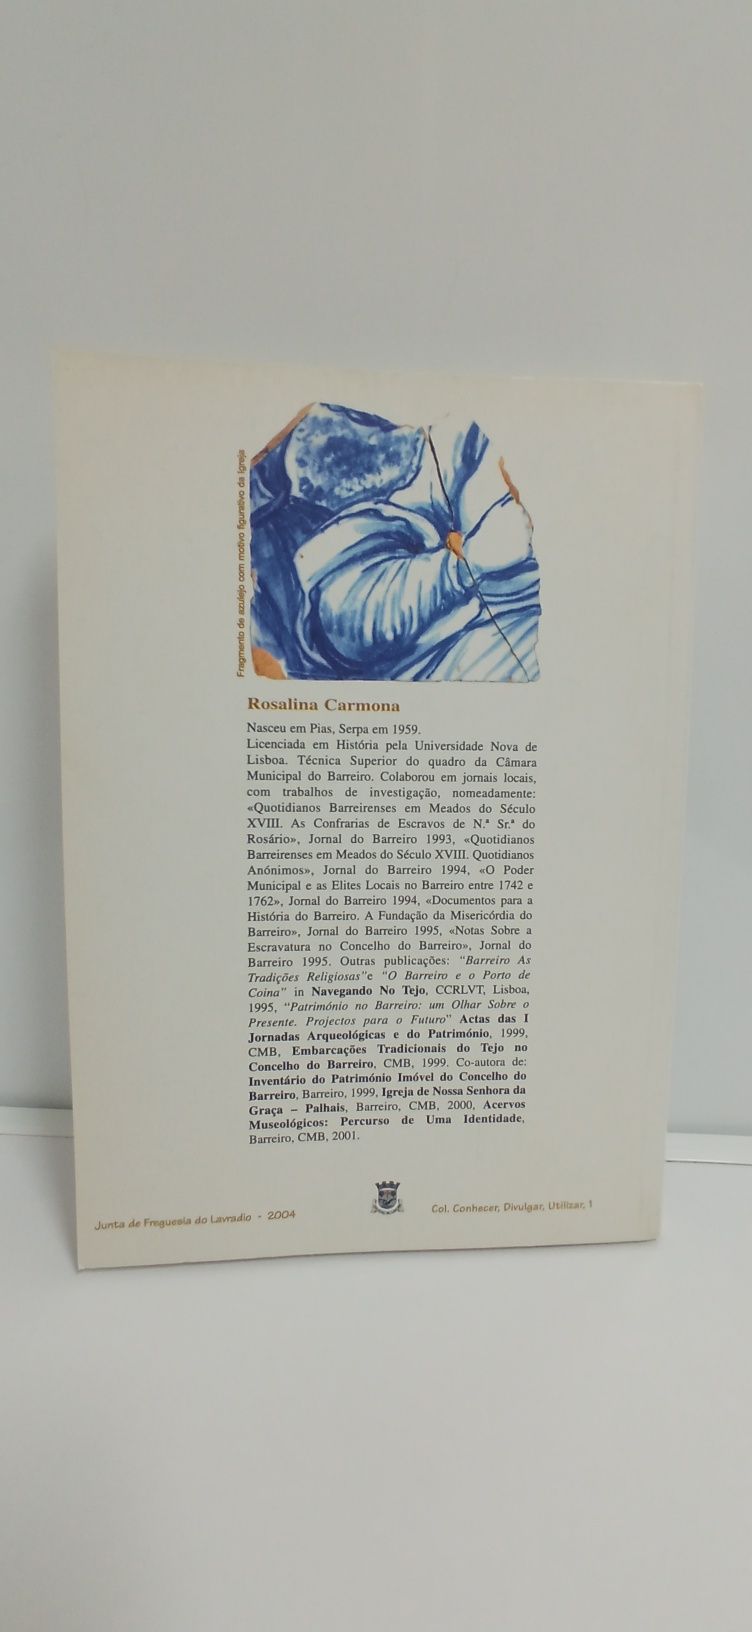 Fragmento de azulejo com motivo figurativo da Igreja
Rosalina Carmona
Nasceu em Pias, Serpa em 1959.
Licenciada em História pela Universidade Nova de
Lisboa. Técnica Superior do quadro da Câmara
Municipal do Barreiro. Colaborou em jornais locais,
com trabalhos de investigação, nomeadamente:
«Quotidianos Barreirenses em Meados do Século
XVIII. As Confrarias de Escravos de N.ª Sr.ª do
Rosário», Jornal do Barreiro 1993, «Quotidianos
Barreirenses em Meados do Século XVIII. Quotidianos
Anónimos», Jornal do Barreiro 1994, «O Poder
Municipal e as Elites Locais no Barreiro entre 1742 e
1762», Jornal do Barreiro 1994, «Documentos para a
História do Barreiro. A Fundação da Misericórdia do
Barreiro», Jornal do Barreiro 1995, «Notas Sobre a
Escravatura no Concelho do Barreiro», Jornal do
Barreiro 1995. Outras publicações: "Barreiro As
Tradições Religiosas"e "O Barreiro e o Porto de
Coina" in Navegando No Tejo, CCRLVT, Lisboa,
1995, "Património no Barreiro: um Olhar Sobre o
Presente. Projectos para o Futuro" Actas das I
Jornadas Arqueológicas e do Património, 1999,
CMB, Embarcações Tradicionais do Tejo no
Concelho do Barreiro, CMB, 1999. Co-autora de:
Inventário do Património Imóvel do Concelho do
Barreiro, Barreiro, 1999, Igreja de Nossa Senhora da
Graça – Palhais, Barreiro, CMB, 2000, Acervos
Museológicos: Percurso de Uma Identidade,
Barreiro, CMB, 2001.
Junta de Freguesia do Lavradio - 2004
Col. Conhecer, Divulgar, Utilizar, 1